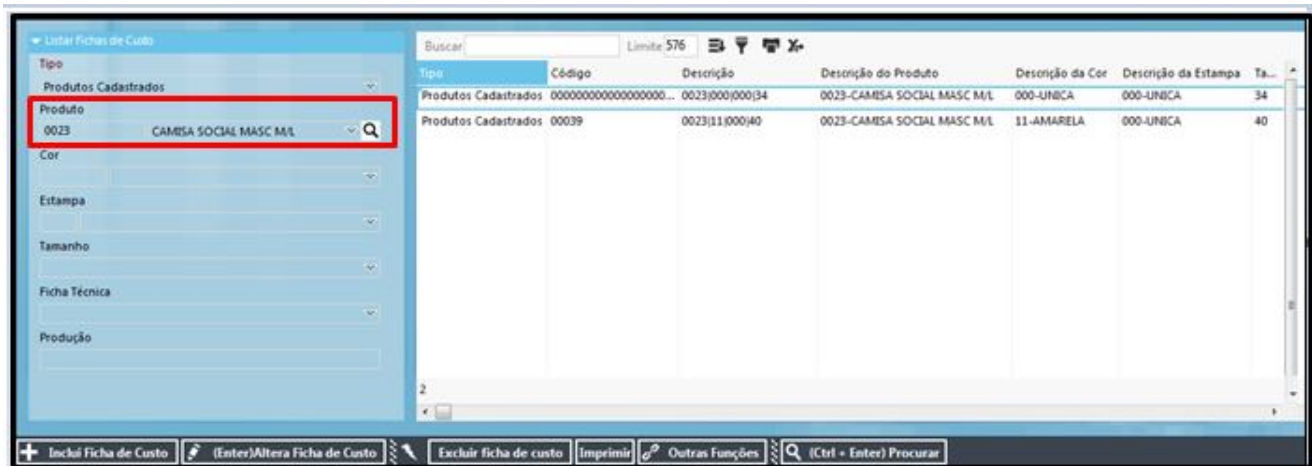 Listar Fichas de Custo
Tipo
Produtos Cadastrados
Produto
0023 CAMISA SOCIAL MASC M/L
Cor
Estampa
Tamanho
Ficha Técnica
Produção
Buscar Limite 576
Tipo Código Descrição Descrição do Produto Descrição da Cor Descrição da Estampa Ta...
Produtos Cadastrados 00000000000000000... 0023|000|000|34 0023-CAMISA SOCIAL MASC M/L 000-UNICA 000-UNICA 34
Produtos Cadastrados 00039 0023|11|000|40 0023-CAMISA SOCIAL MASC M/L 11-AMARELA 000-UNICA 40
2
Inclui Ficha de Custo (Enter)Altera Ficha de Custo Excluir ficha de custo Imprimir Outras Funções (Ctrl + Enter) Procurar